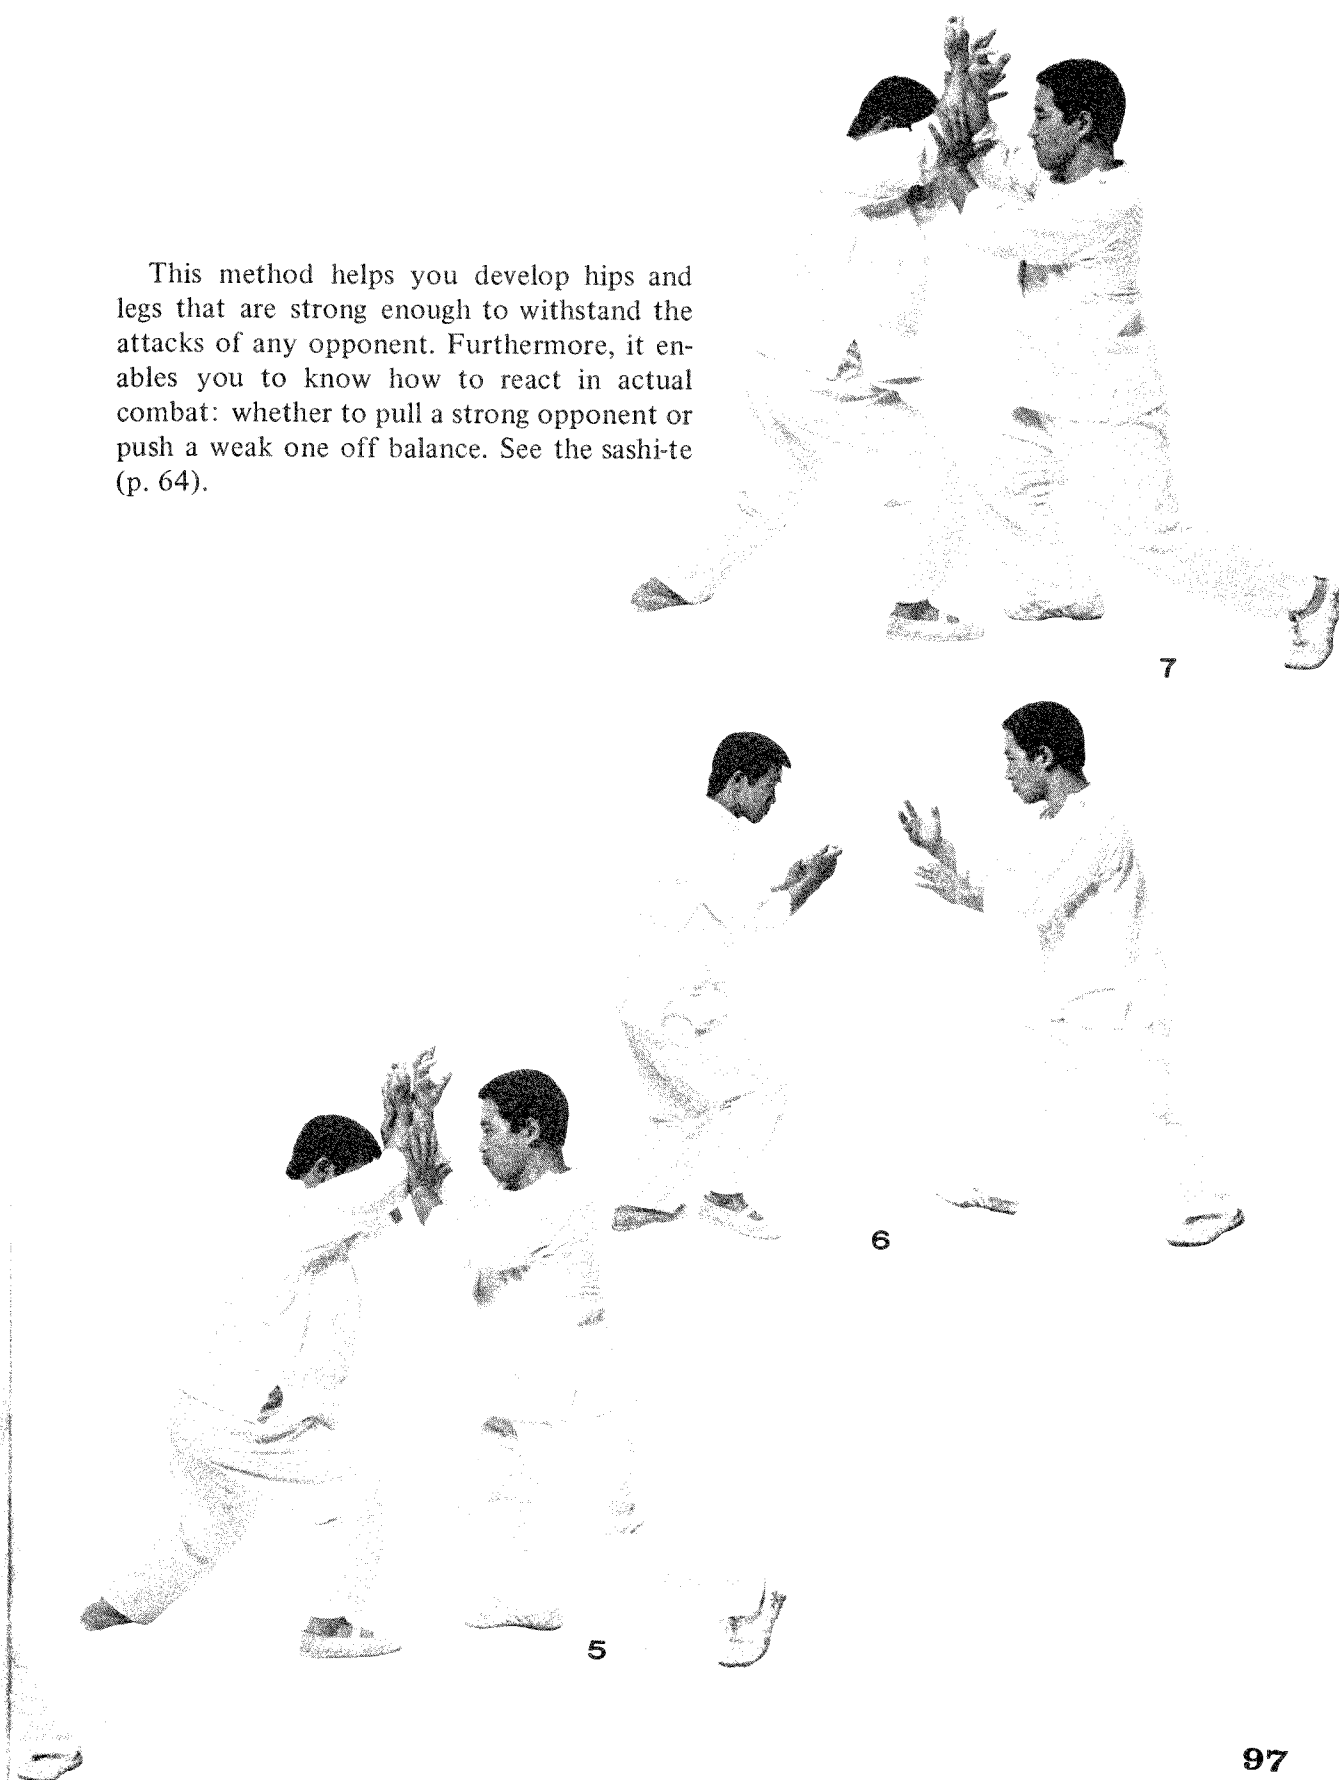 This method helps you develop hips and
legs that are strong enough to withstand the
attacks of any opponent. Furthermore, it en-
ables you to know how to react in actual
combat: whether to pull a strong opponent or
push a weak one off balance. See the sashi-te
(p. 64).
7
6
5
97